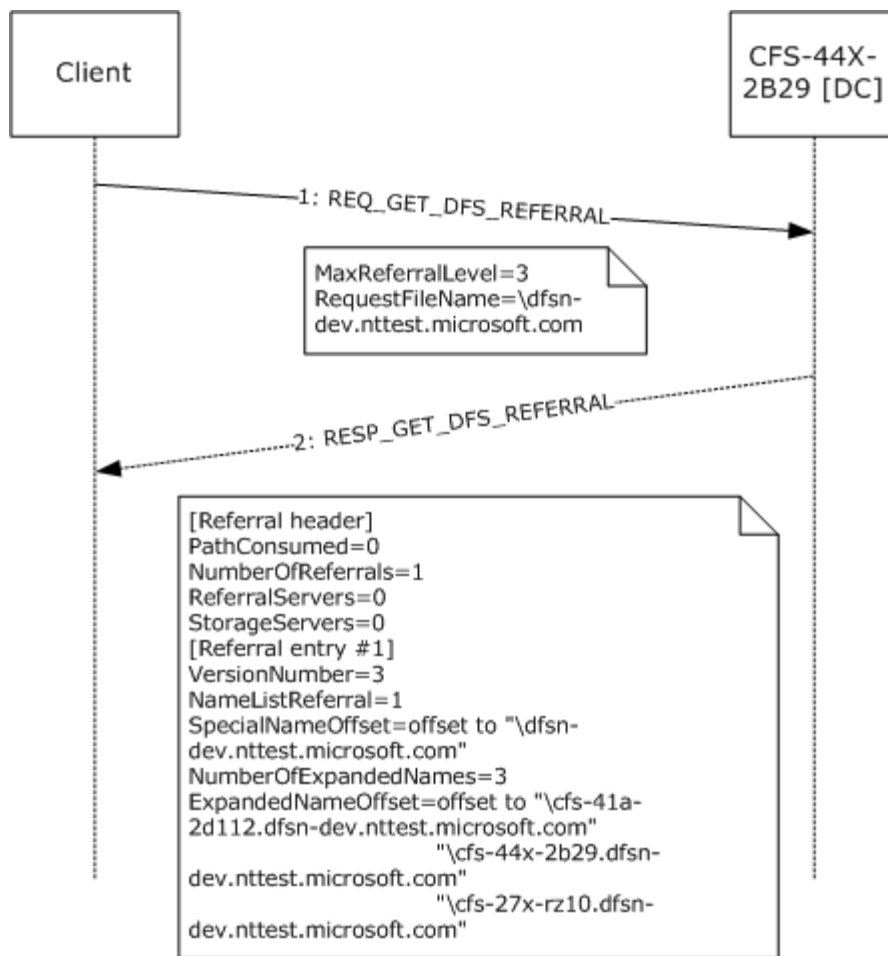 Client
CFS-44X-
2B29 [DC]
1: REQ_GET_DFS_REFERRAL
MaxReferralLevel=3
RequestFileName=\dfsn-
dev.nttest.microsoft.com
2: RESP_GET_DFS_REFERRAL
[Referral header]
PathConsumed=0
NumberOfReferrals=1
ReferralServers=0
StorageServers=0
[Referral entry #1]
VersionNumber=3
NameListReferral=1
SpecialNameOffset=offset to "\dfsn-
dev.nttest.microsoft.com"
NumberOfExpandedNames=3
ExpandedNameOffset=offset to "\cfs-41a-
2d112.dfsn-dev.nttest.microsoft.com"
"\cfs-44x-2b29.dfsn-
dev.nttest.microsoft.com"
"\cfs-27x-rz10.dfsn-
dev.nttest.microsoft.com"